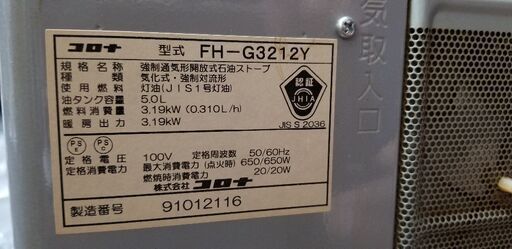 コロナ 型式 FH-G3212Y
規格名称 強制通気形開放式石油ストーブ
種類 気化式・強制対流形
使用燃料 灯油(JIS1号灯油)
油タンク容量 5.0L
燃料消費量 3.19kW (0.310L/h)
暖房出力 3.19kW
認証
JHIA
JIS S 2036
PS E
PS C
定格電圧 100V 定格周波数 50/60Hz
定格消費電力 最大消費電力(点火時) 650/650W
燃焼時消費電力 20/20W
株式会社 コロナ
製造番号 91012116
気取入口